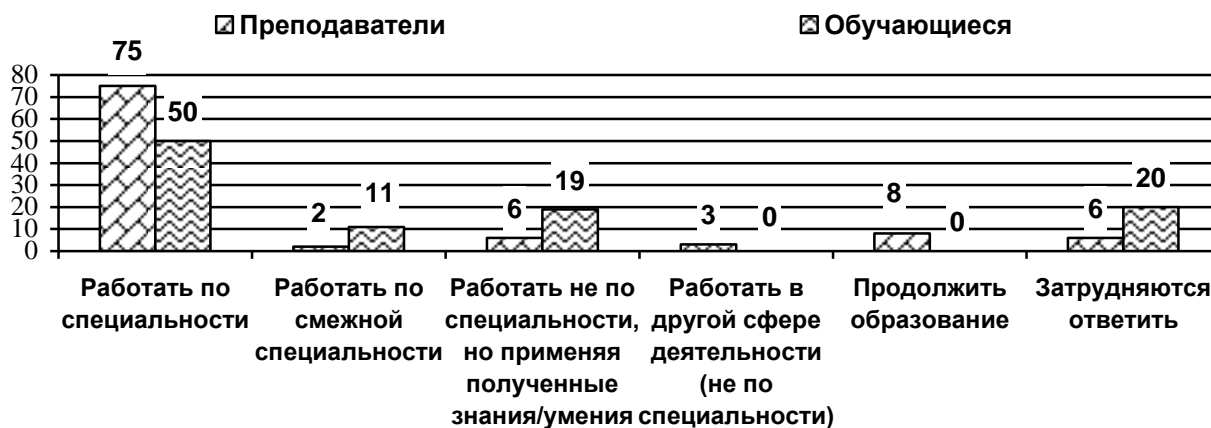 Преподаватели Обучающиеся
75
80
70
60
50
40
30
20
10
0
50
2
11
6
19
3
0
8
0
6
20
Работать по
специальности
Работать по
смежной
специальности
Работать не по
специальности,
но применяя
полученные
знания/умения
Работать в
другой сфере
деятельности
(не по
специальности)
Продолжить
образование
Затрудняются
ответить